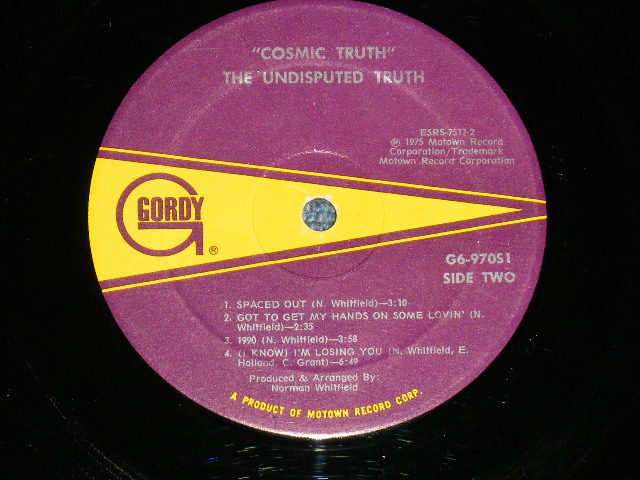 "COSMIC TRUTH"
THE UNDISPUTED TRUTH
ESRS-7517-2
℗ 1975 Motown Record
Corporation/Trademark
Motown Record Corporation
GORDY
G ®
G6-970S1
SIDE TWO
1. SPACED OUT (N. Whitfield)—3:10
2. GOT TO GET MY HANDS ON SOME LOVIN' (N.
Whitfield)—2:35
3. 1990 (N. Whitfield)—3:58
4. (I KNOW) I'M LOSING YOU (N. Whitfield, E.
Holland, C. Grant)—6:49
Produced & Arranged By:
Norman Whitfield
A PRODUCT OF MOTOWN RECORD CORP.